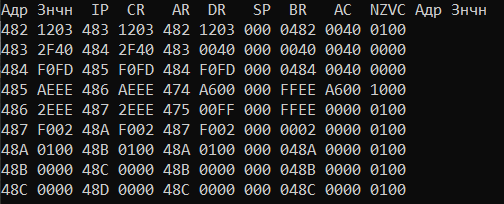 Адр Знчн IP CR AR DR SP BR AC NZVC Адр Знчн
482 1203 483 1203 482 1203 000 0482 0040 0100
483 2F40 484 2F40 483 0040 000 0000 0040 0000
484 F0FD 485 F0FD 484 F0FD 000 0484 0040 0000
485 AEEE 486 AEEE 474 A600 000 FFEE A600 1000
486 2EEE 487 2EEE 475 00FF 000 FFEE 0000 0100
487 F002 48A F002 487 F002 000 0002 0000 0100
48A 0100 48B 0100 48A 0100 000 048A 0000 0100
48B 0000 48C 0000 48B 0000 000 048B 0000 0100
48C 0000 48D 0000 48C 0000 000 048C 0000 0100